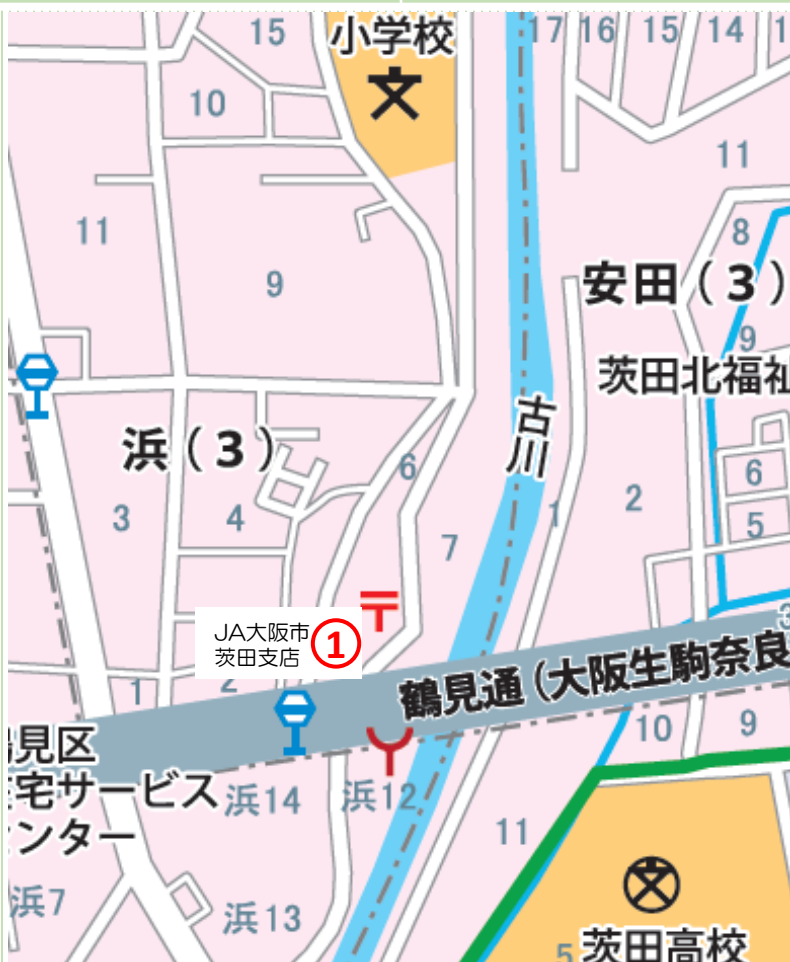 15
小学校
17
16
15
14
1
10
11
11
8
9
安田(3)
9
茨田北福祉
古川
浜(3)
6
6
3
4
2
1
7
5
JA大阪市
茨田支店
①
3
1
2
鶴見通(大阪生駒奈良
見区
宅サービス
ンター
10
9
浜14
浜12
11
浜7
浜13
5
茨田高校